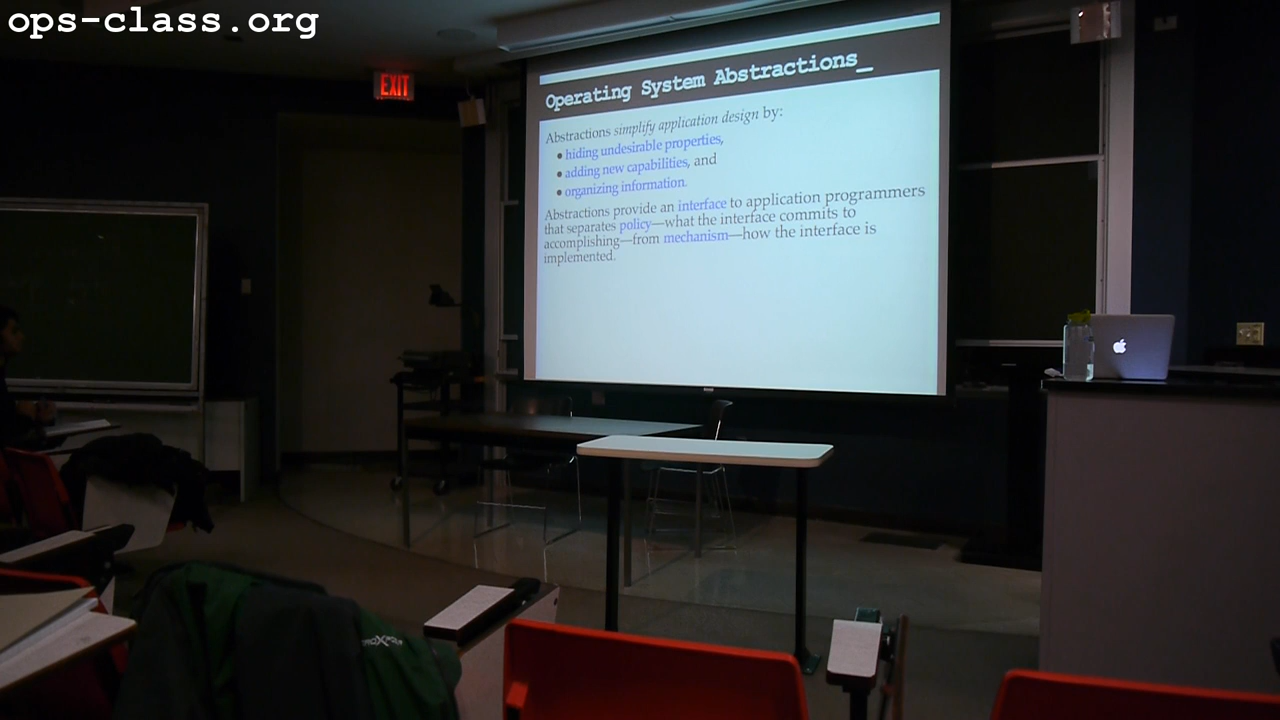 ops-class.org
EXIT
Operating System Abstractions_
Abstractions simplify application design by:
• hiding undesirable properties,
• adding new capabilities, and
• organizing information.
Abstractions provide an interface to application programmers
that separates policy—what the interface commits to
accomplishing—from mechanism—how the interface is
implemented.